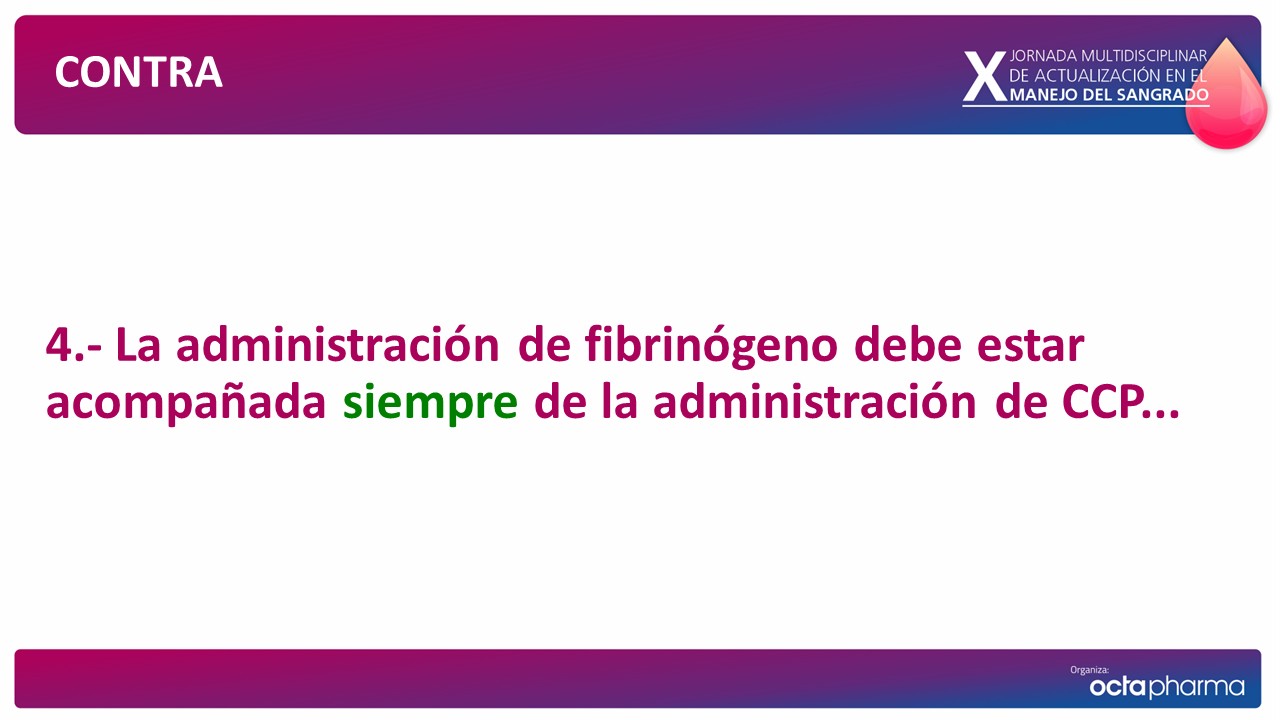 CONTRA
X JORNADA MULTIDISCIPLINAR
DE ACTUALIZACIÓN EN EL
MANEJO DEL SANGRADO
4.- La administración de fibrinógeno debe estar
acompañada siempre de la administración de CCP...
Organiza:
octapharma